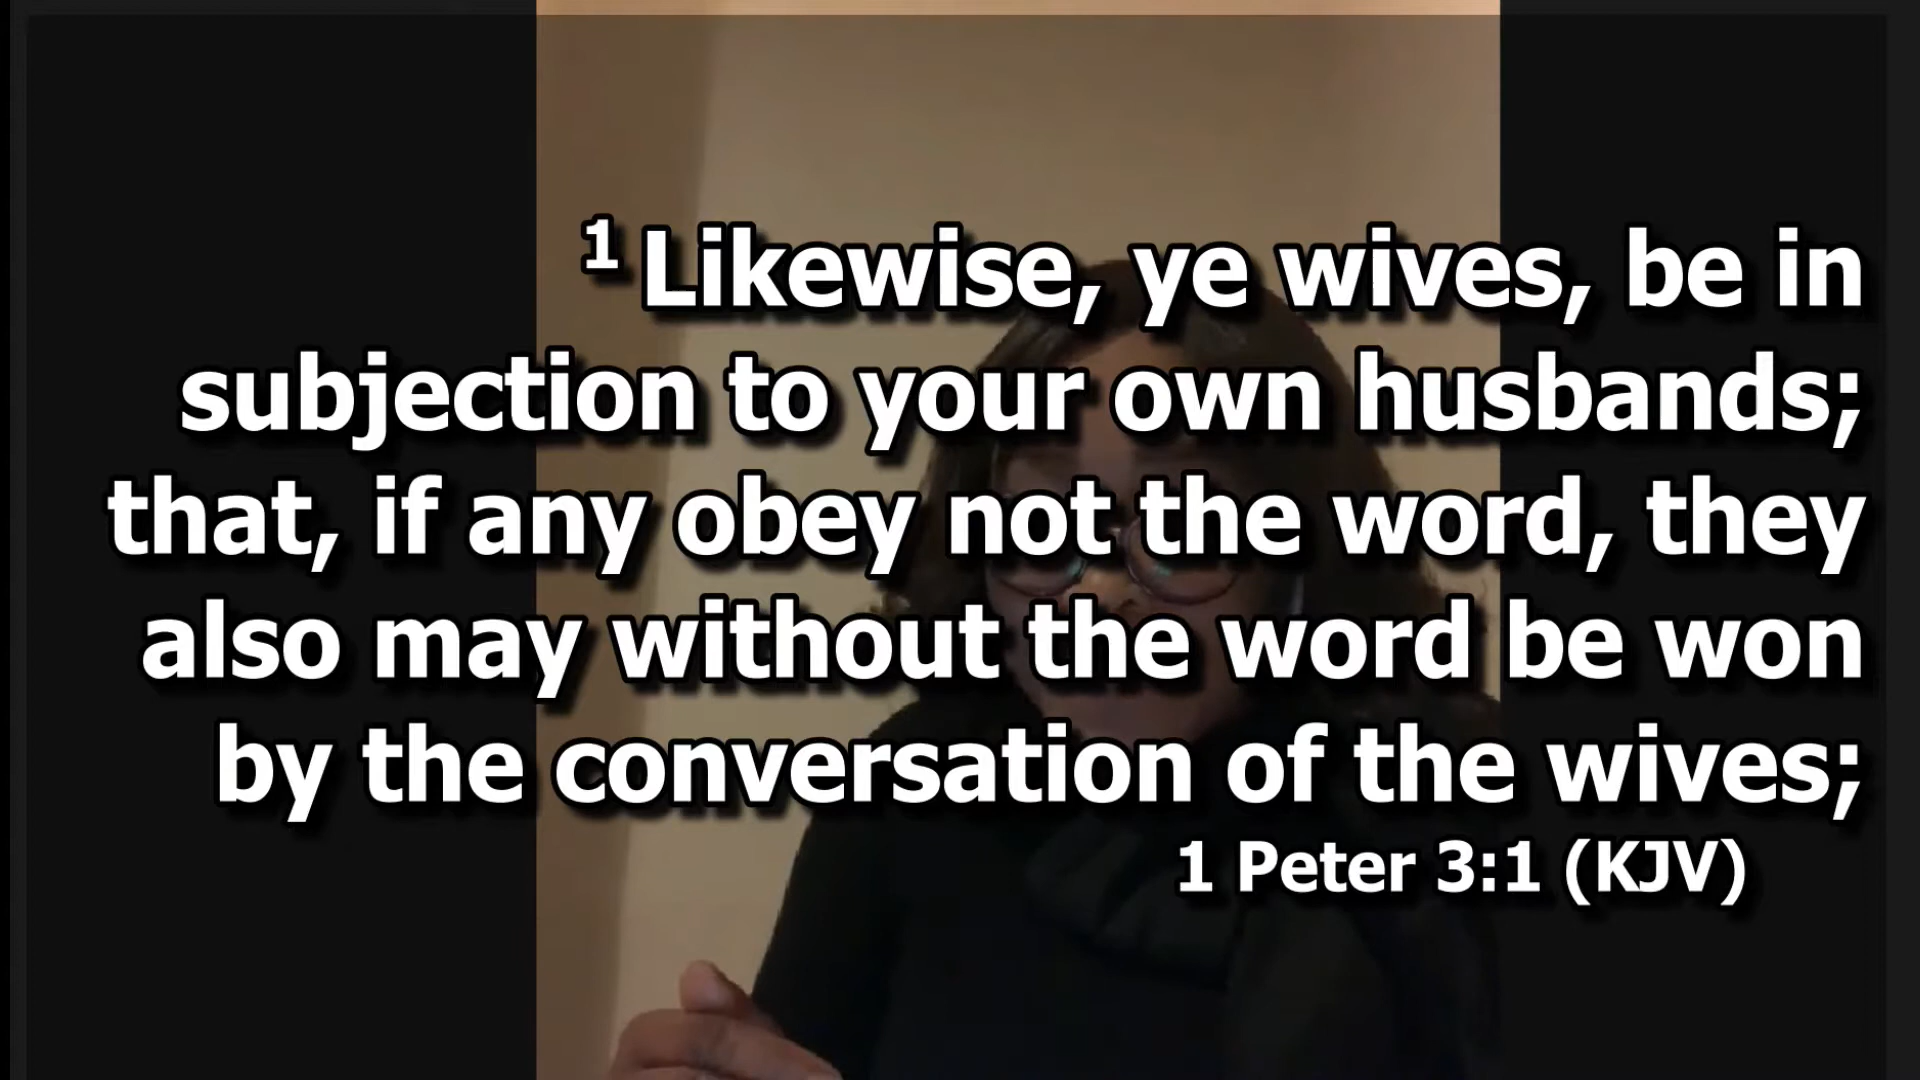 1 Likewise, ye wives, be in
subjection to your own husbands;
that, if any obey not the word, they
also may without the word be won
by the conversation of the wives;
1 Peter 3:1 (KJV)